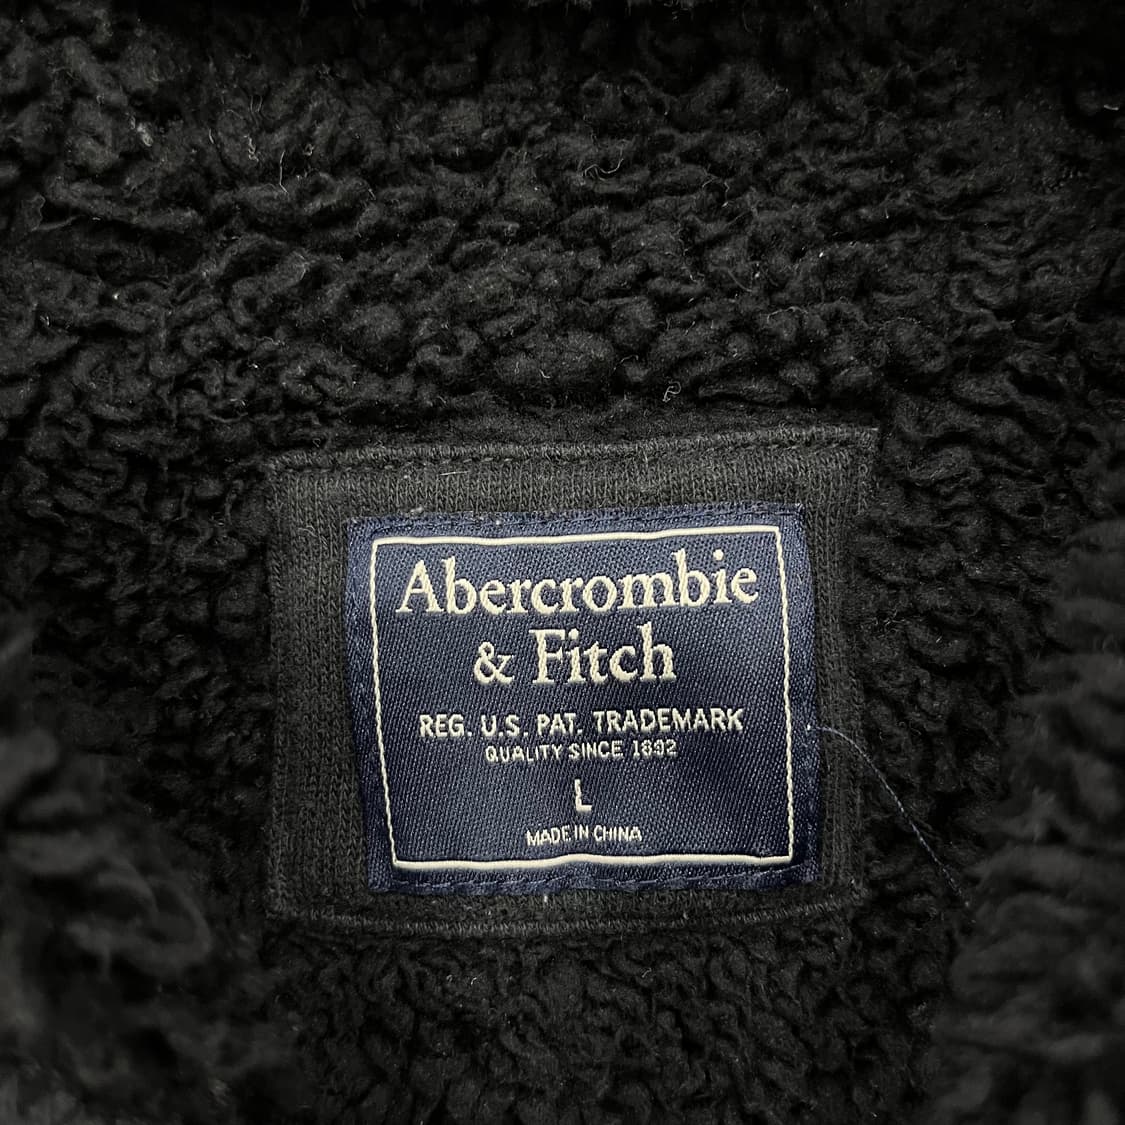 Abercrombie
& Fitch
REG. U.S. PAT. TRADEMARK
QUALITY SINCE 1892
L
MADE IN CHINA